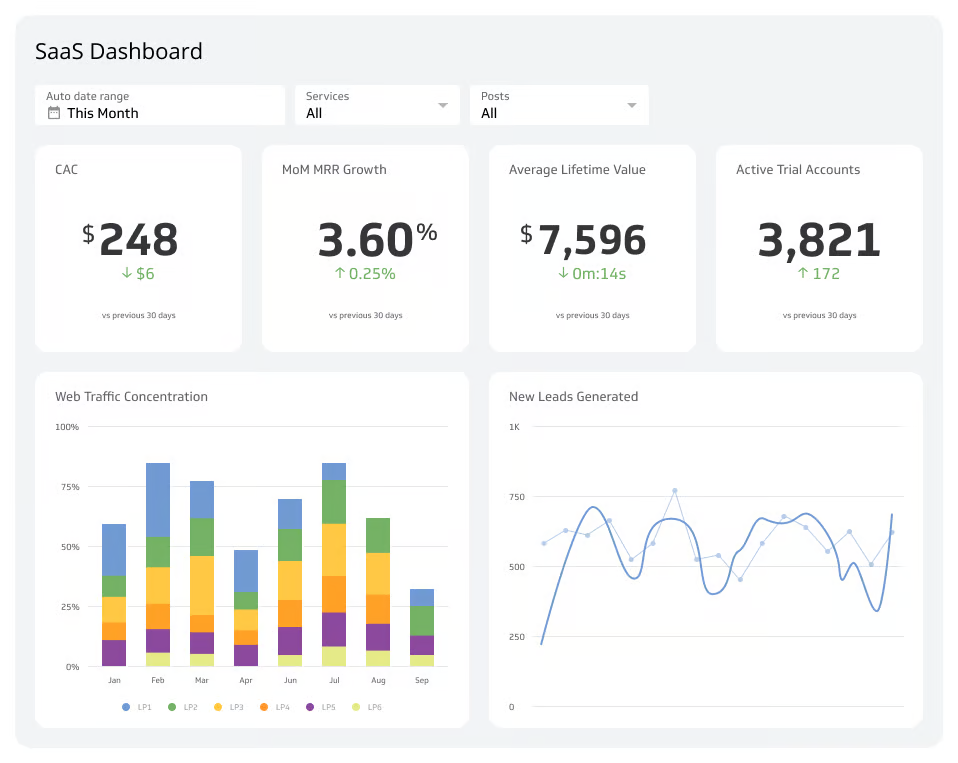 SaaS Dashboard
Auto date range
This Month
Services
All
Posts
All
CAC
$248
↓ $6
vs previous 30 days
MoM MRR Growth
3.60%
↑ 0.25%
vs previous 30 days
Average Lifetime Value
$7,596
↓ 0m:14s
vs previous 30 days
Active Trial Accounts
3,821
↑ 172
vs previous 30 days
Web Traffic Concentration
100%
75%
50%
25%
0%
Jan Feb Mar Apr Jun Jul Aug Sep
LP1 LP2 LP3 LP4 LP5 LP6
New Leads Generated
1K
750
500
250
0